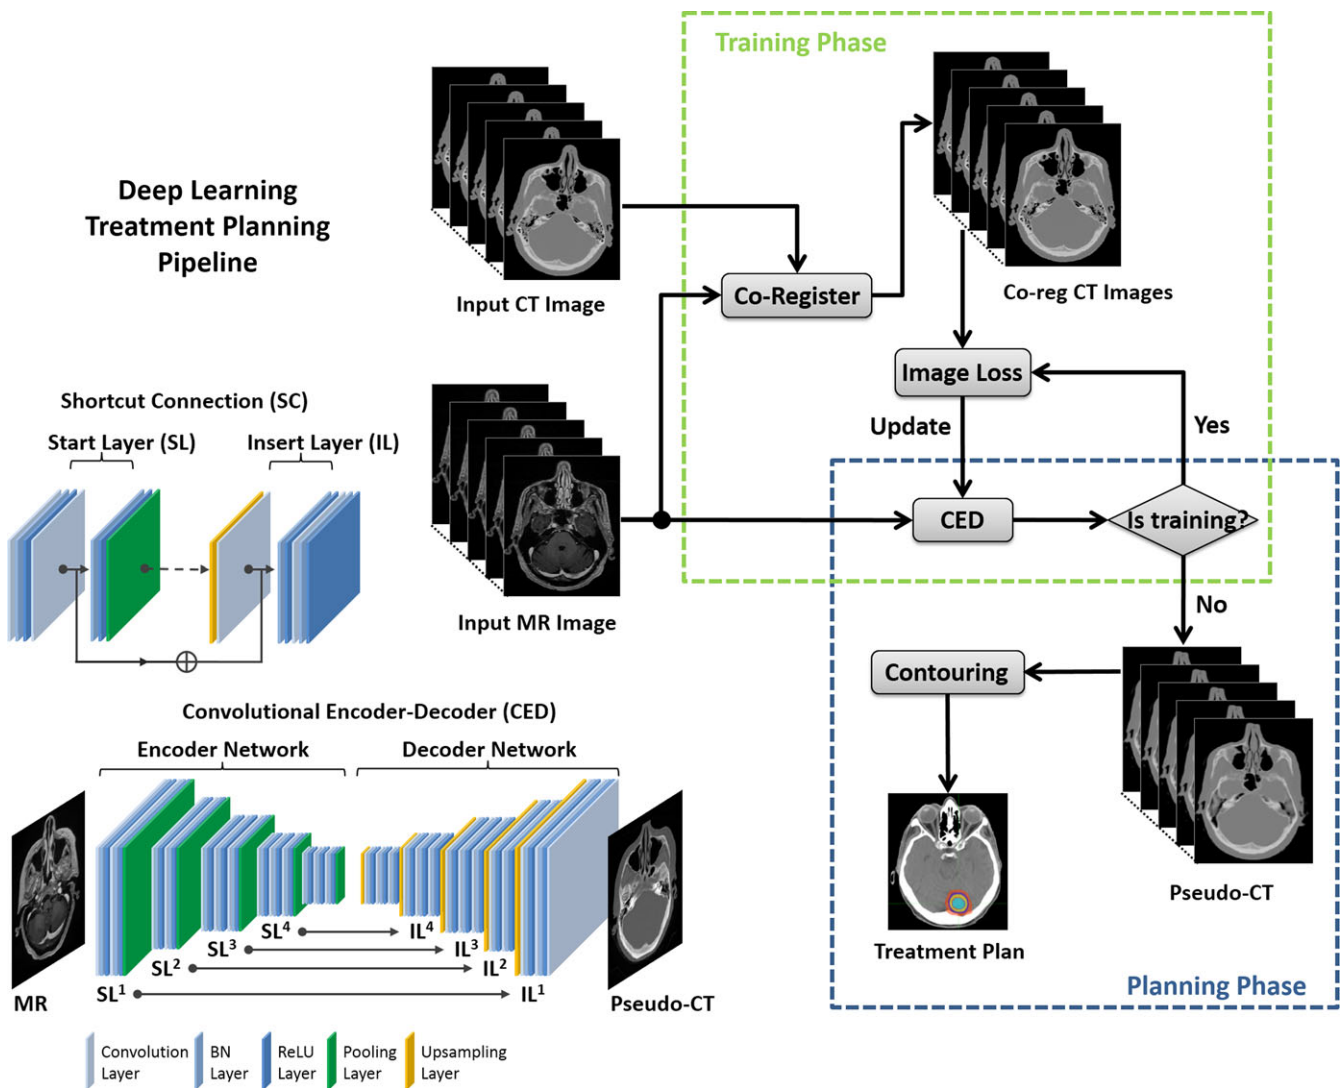 Training Phase
Deep Learning
Treatment Planning
Pipeline
Input CT Image
Co-Register
Co-reg CT Images
Image Loss
Update
Yes
Shortcut Connection (SC)
Start Layer (SL)
Insert Layer (IL)
CED
Is training?
No
Input MR Image
Contouring
Pseudo-CT
Treatment Plan
Planning Phase
Convolutional Encoder-Decoder (CED)
Encoder Network
Decoder Network
SL⁴
IL⁴
SL³
IL³
SL²
IL²
SL¹
IL¹
MR
Pseudo-CT
Convolution
Layer
BN
Layer
ReLU
Layer
Pooling
Layer
Upsampling
Layer